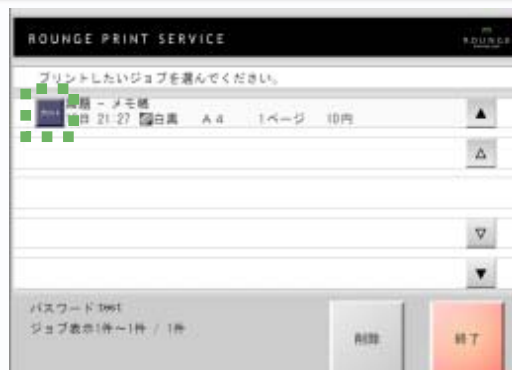 ROUNGE PRINT SERVICE
ROUNGE
プリントしたいジョブを選んでください。
題 - メモ帳
日 21:27 白黒 A4 1ページ 10円
パスワード test
ジョブ表示1件〜1件 / 1件
削除
終了